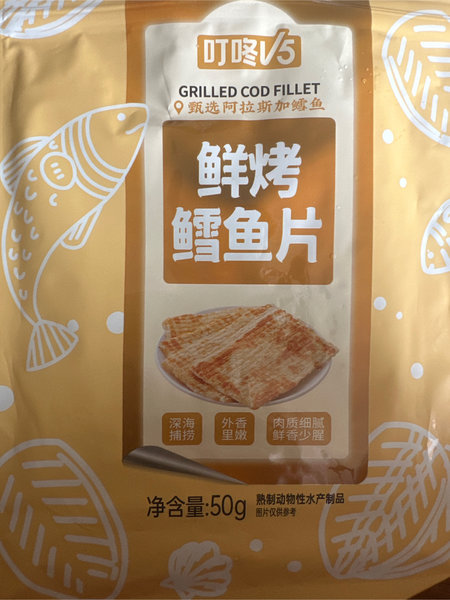 叮咚V5
GRILLED COD FILLET
甄选阿拉斯加鳕鱼
鲜烤
鳕鱼片
深海
捕捞
外香
里嫩
肉质细腻
鲜香少腥
净含量:50g
熟制动物性水产制品
图片仅供参考